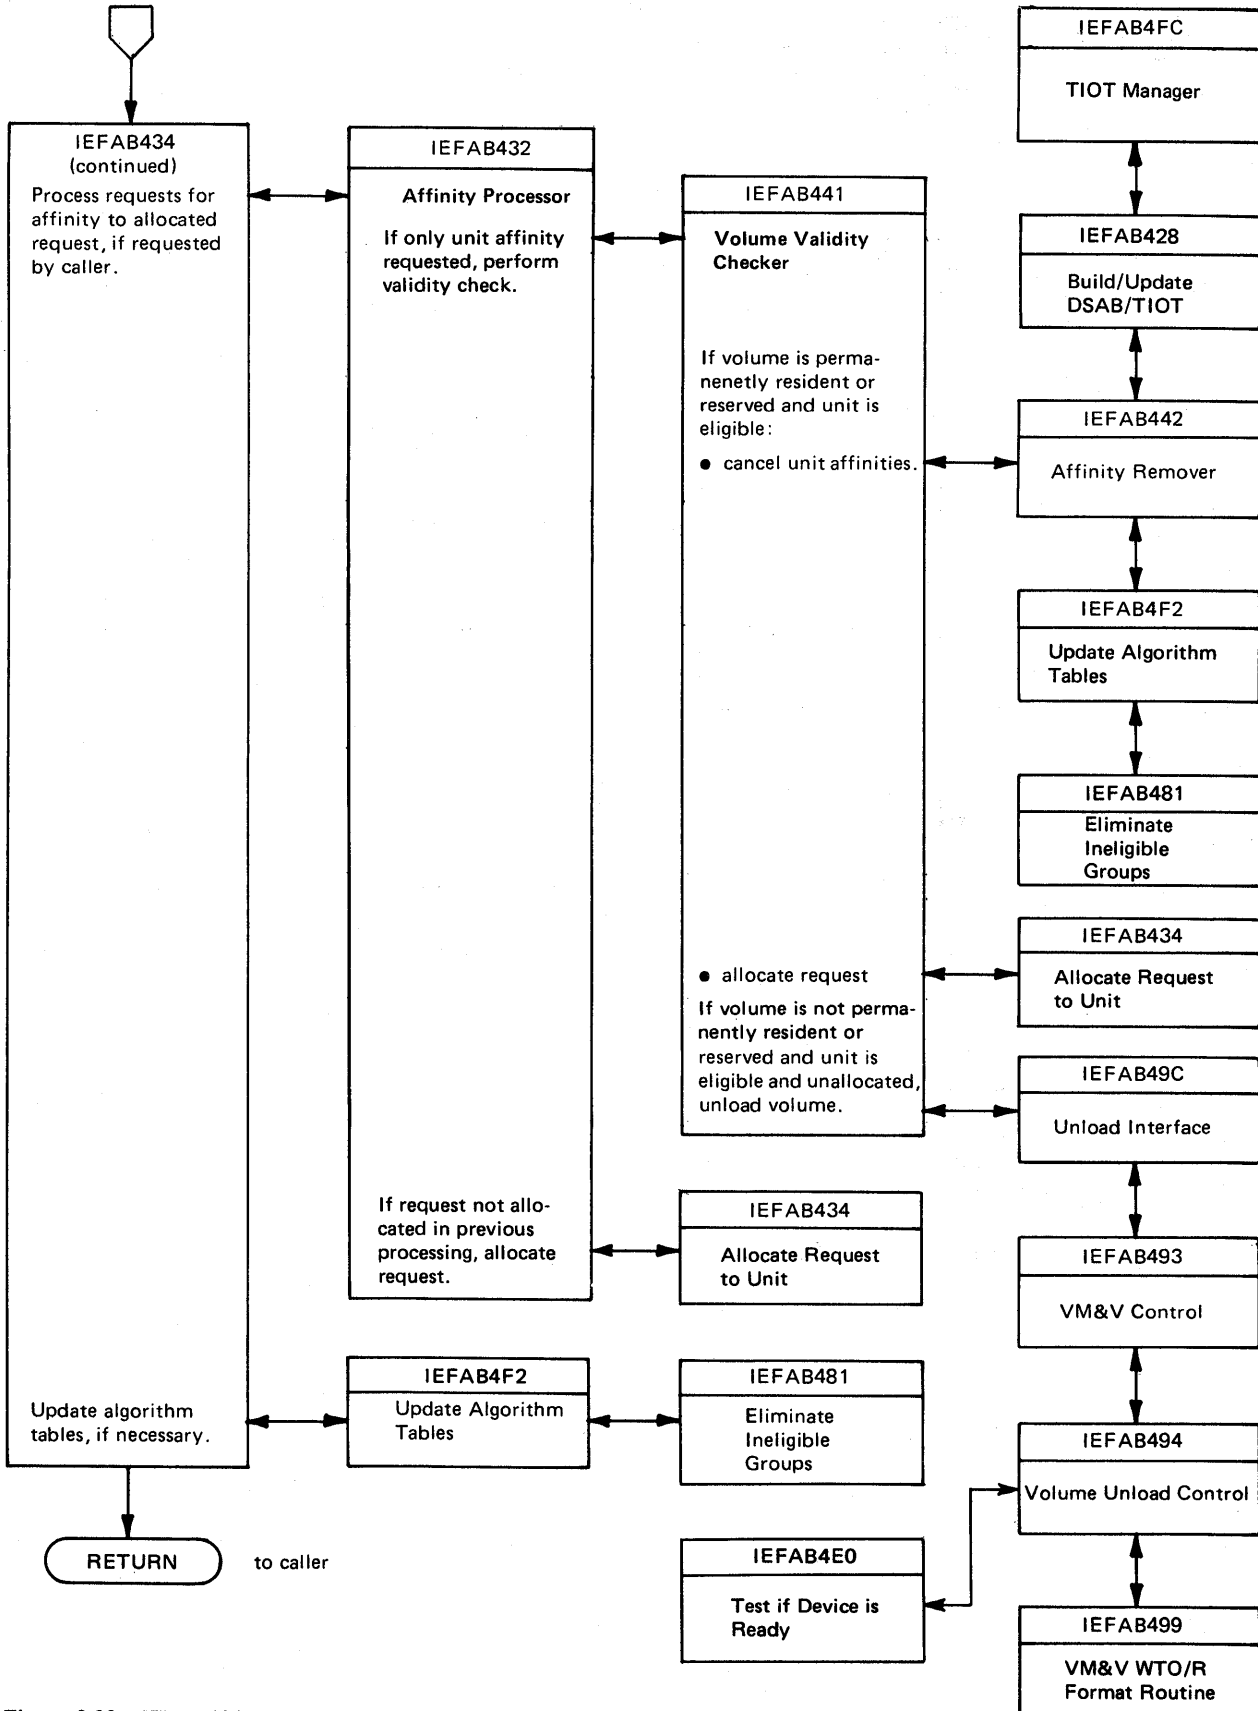 IEFAB434
(continued)
Process requests for
affinity to allocated
request, if requested
by caller.
Update algorithm
tables, if necessary.
RETURN
to caller
IEFAB432
Affinity Processor
If only unit affinity
requested, perform
validity check.
If request not allo-
cated in previous
processing, allocate
request.
IEFAB4F2
Update Algorithm
Tables
IEFAB441
Volume Validity
Checker
If volume is perma-
nenetly resident or
reserved and unit is
eligible:
• cancel unit affinities.
• allocate request
If volume is not perma-
nently resident or
reserved and unit is
eligible and unallocated,
unload volume.
IEFAB434
Allocate Request
to Unit
IEFAB481
Eliminate
Ineligible
Groups
IEFAB4E0
Test if Device is
Ready
IEFAB4FC
TIOT Manager
IEFAB428
Build/Update
DSAB/TIOT
IEFAB442
Affinity Remover
IEFAB4F2
Update Algorithm
Tables
IEFAB481
Eliminate
Ineligible
Groups
IEFAB434
Allocate Request
to Unit
IEFAB49C
Unload Interface
IEFAB493
VM&V Control
IEFAB494
Volume Unload Control
IEFAB499
VM&V WTO/R
Format Routine